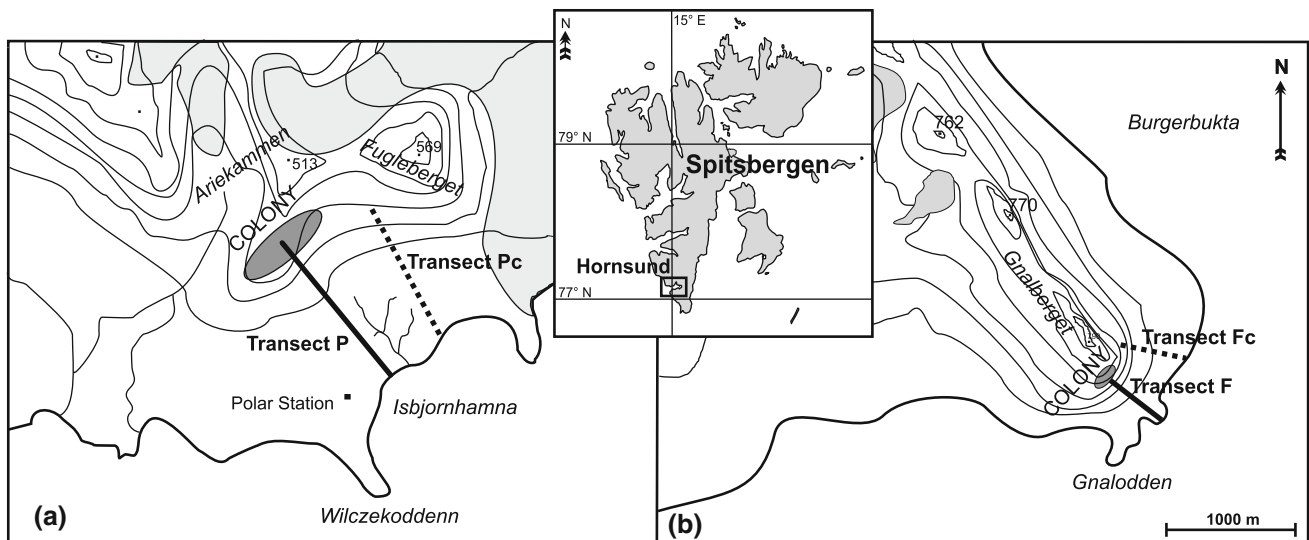 Ariekammen
513
569
Fugleberget
COLONY
Transect Pc
Transect P
Polar Station
Isbjornhamna
Wilczekoddenn
(a)
N
15° E
79° N
Spitsbergen
Hornsund
77° N
N
Burgerbukta
762
770
Gnalberget
COLONY
Transect Fc
Transect F
Gnalodden
(b)
1000 m